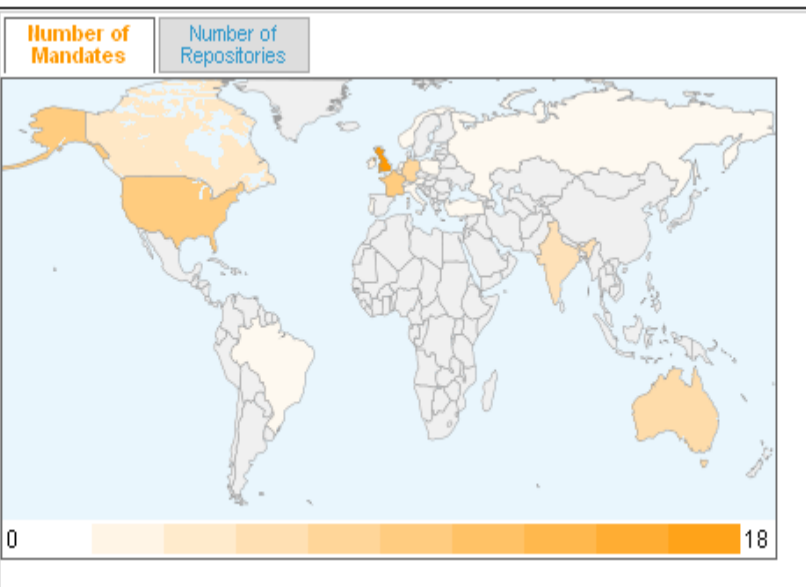 Number of
Mandates
Number of
Repositories
0
18